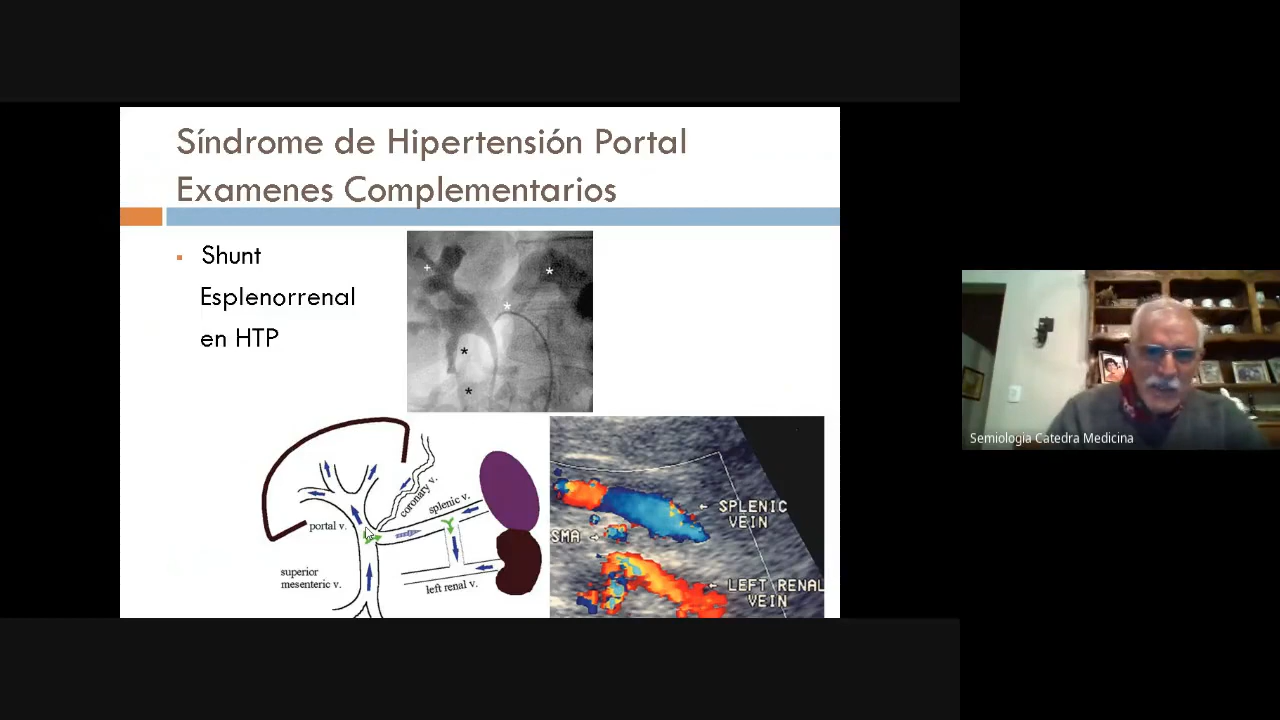 Síndrome de Hipertensión Portal
Examenes Complementarios
▪ Shunt
Esplenorrenal
en HTP
portal v.
coronary v.
splenic v.
superior
mesenteric v.
left renal v.
SMA
SPLENIC
VEIN
LEFT RENAL
VEIN
Semiologia Catedra Medicina